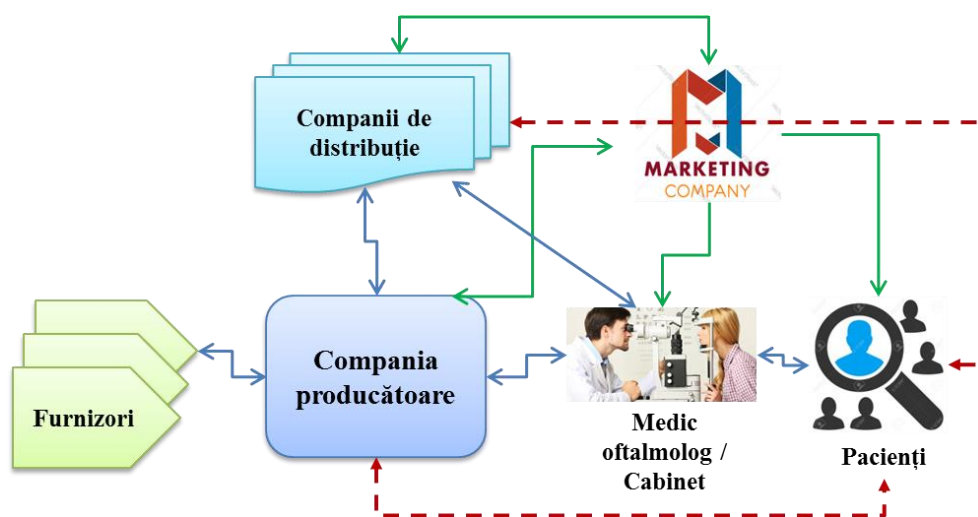 Companii de
distribuție
MARKETING
COMPANY
Compania
producătoare
Furnizori
Medic
oftalmolog /
Cabinet
Pacienți